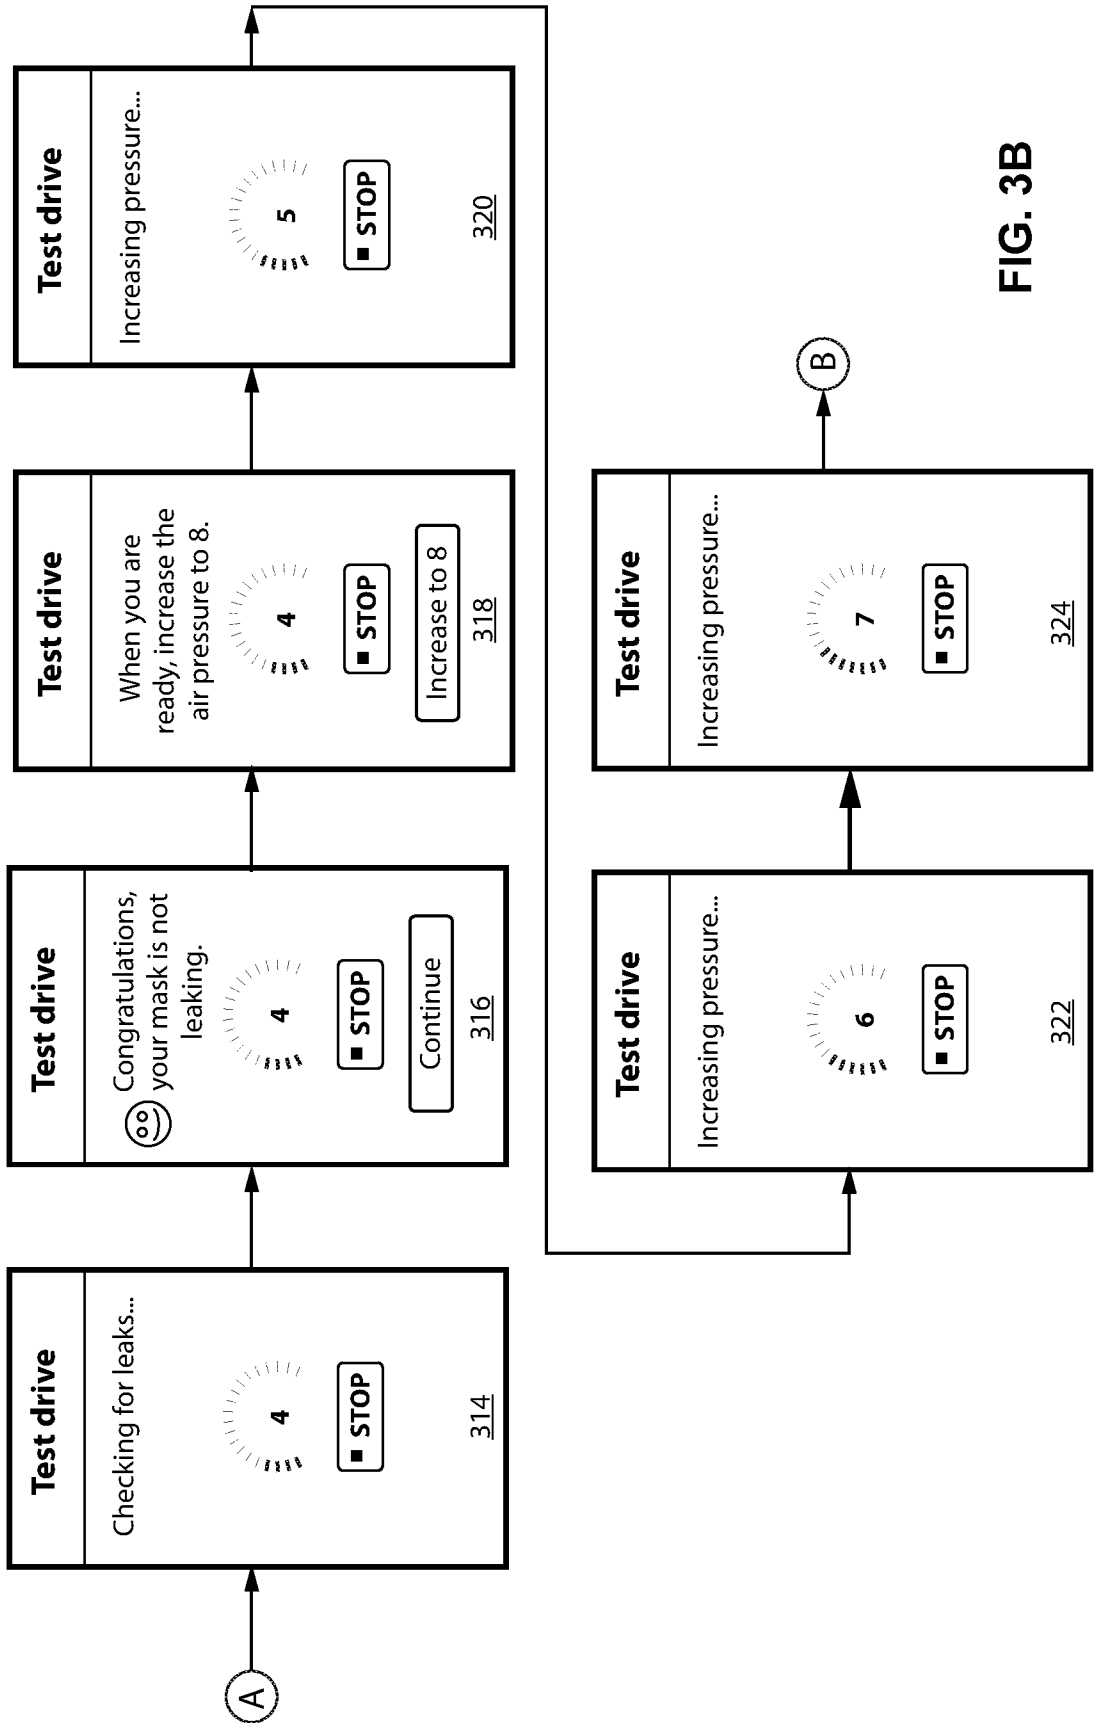 A
Test drive
Checking for leaks...
4
STOP
314
Test drive
Congratulations,
your mask is not
leaking.
4
STOP
Continue
316
Test drive
When you are
ready, increase the
air pressure to 8.
4
STOP
Increase to 8
318
Test drive
Increasing pressure...
5
STOP
320
Test drive
Increasing pressure...
6
STOP
322
Test drive
Increasing pressure...
7
STOP
324
B
FIG. 3B